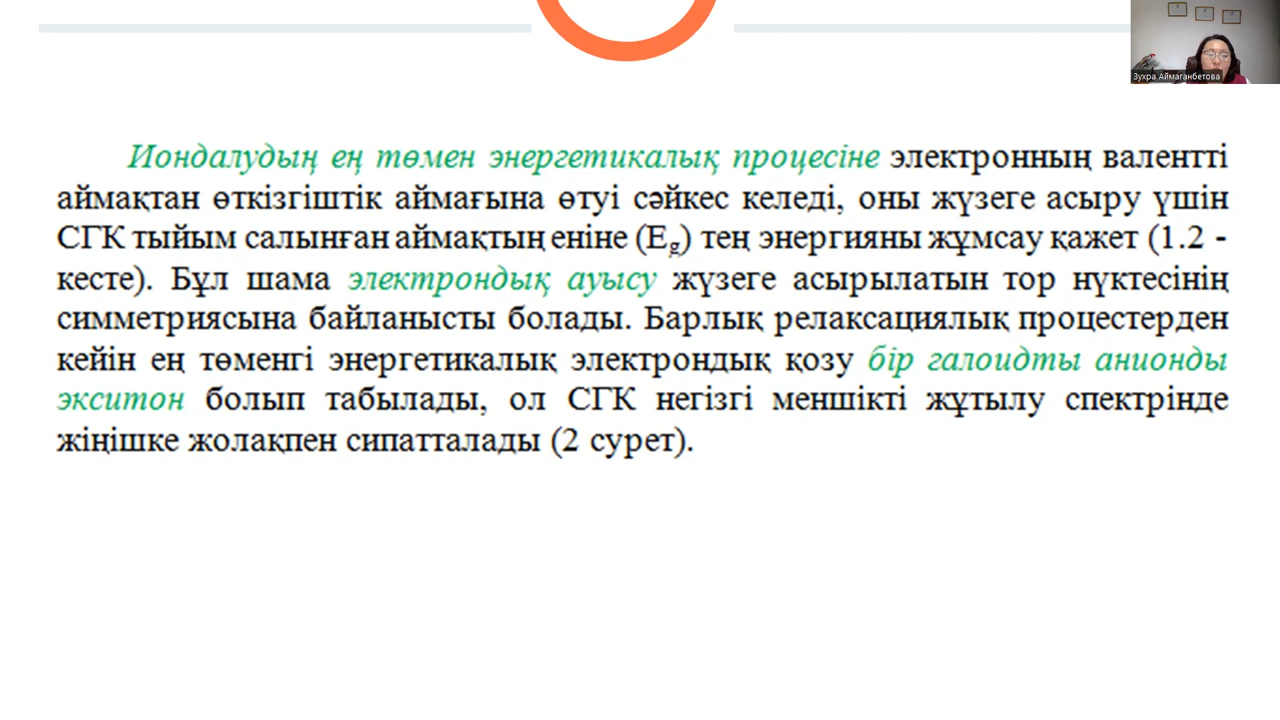 Зухра Аймаганбетова
Иондалудың ең төмен энергетикалық процесіне электронның валентті
аймақтан өткізгіштік аймағына өтуі сәйкес келеді, оны жүзеге асыру үшін
СГК тыйым салынған аймақтың еніне (Eg) тең энергияны жұмсау қажет (1.2 -
кесте). Бұл шама электрондық ауысу жүзеге асырылатын тор нүктесінің
симметриясына байланысты болады. Барлық релаксациялық процестерден
кейін ең төменгі энергетикалық электрондық қозу бір галоидты анионды
экситон болып табылады, ол СГК негізгі меншікті жұтылу спектрінде
жіңішке жолақпен сипатталады (2 сурет).